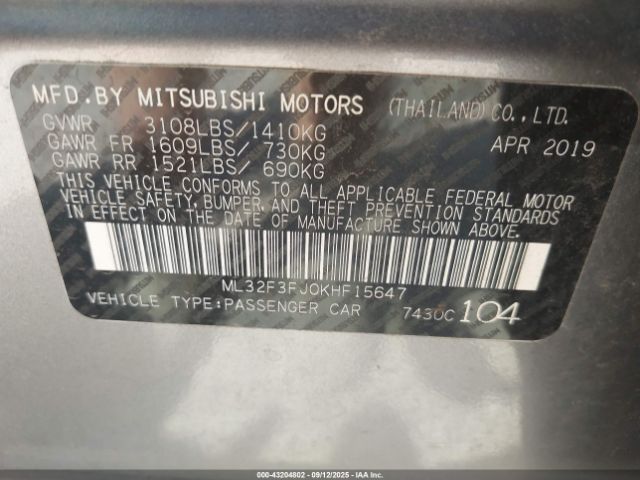 MFD.BY MITSUBISHI MOTORS (THAILAND)CO.,LTD.
GVWR 3108LBS/1410KG
GAWR FR 1609LBS/ 730KG APR 2019
GAWR RR 1521LBS/ 690KG
THIS VEHICLE CONFORMS TO ALL APPLICABLE FEDERAL MOTOR
VEHICLE SAFETY, BUMPER, AND THEFT PREVENTION STANDARDS
IN EFFECT ON THE DATE OF MANUFACTURE SHOWN ABOVE.
ML32F3FJ0KHF15647
VEHICLE TYPE:PASSENGER CAR 7430C 104
000-43204802 - 09/12/2025 - IAAI.COM